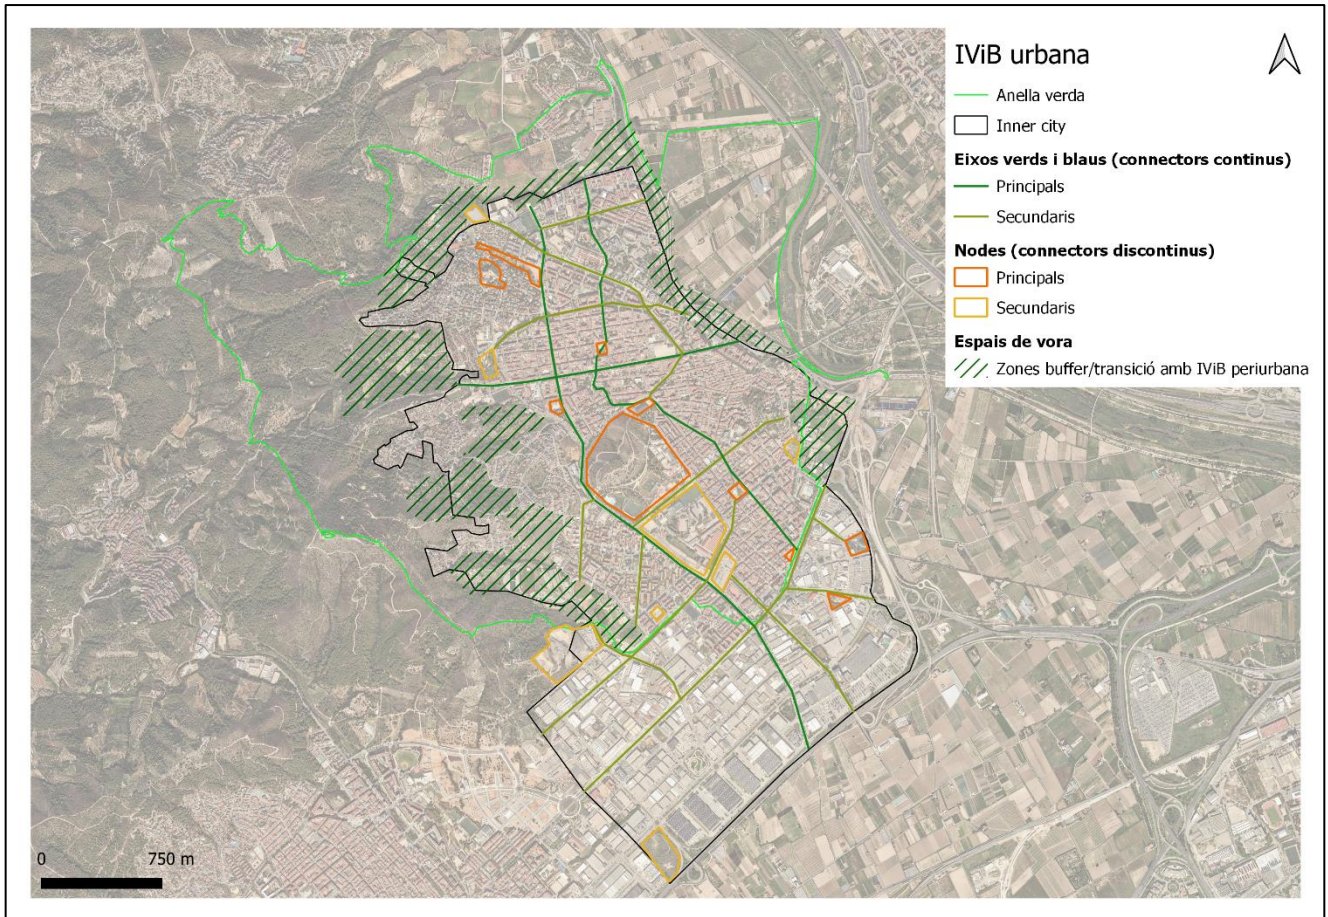 IViB urbana
Anella verda
Inner city
Eixos verds i blaus (connectors continus)
Principals
Secundaris
Nodes (connectors discontinus)
Principals
Secundaris
Espais de vora
Zones buffer/transició amb IViB periurbana
0 750 m